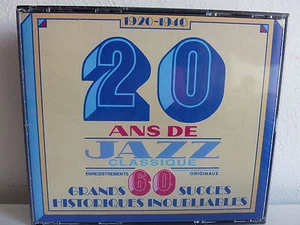 1920-1940
20
ANS DE
JAZZ
CLASSIQUE
ENREGISTREMENTS ORIGINAUX
GRANDS 60 SUCCES
HISTORIQUES INOUBLIABLES